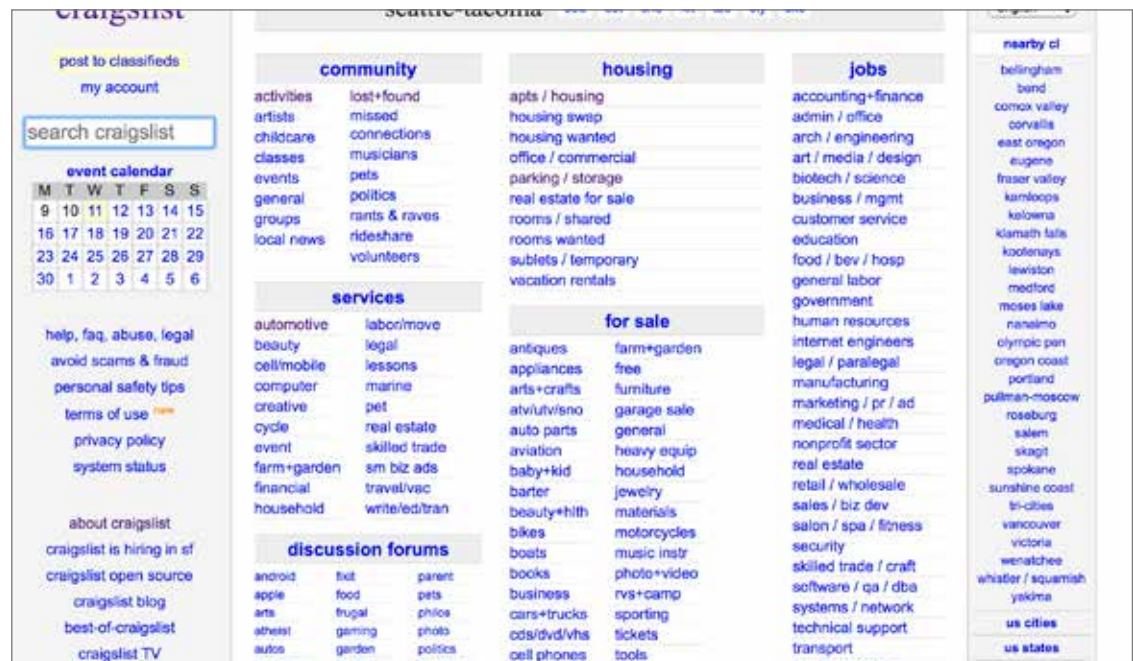 craigslist
post to classifieds
my account
search craigslist
event calendar
M T W T F S S
9 10 11 12 13 14 15
16 17 18 19 20 21 22
23 24 25 26 27 28 29
30 1 2 3 4 5 6
help, faq, abuse, legal
avoid scams & fraud
personal safety tips
terms of use new
privacy policy
system status
about craigslist
craigslist is hiring in sf
craigslist open source
craigslist blog
best-of-craigslist
craigslist TV
seattle-tacoma
community
activities
artists
childcare
classes
events
general
groups
local news
lost+found
missed
connections
musicians
pets
politics
rants & raves
rideshare
volunteers
services
automotive
beauty
cell/mobile
computer
creative
cycle
event
farm+garden
financial
household
labor/move
legal
lessons
marine
pet
real estate
skilled trade
sm biz ads
travel/vac
write/ed/tran
discussion forums
android
apple
arts
atheist
autos
fixit
food
frugal
gaming
garden
parent
pets
philos
photo
politics
housing
apts / housing
housing swap
housing wanted
office / commercial
parking / storage
real estate for sale
rooms / shared
rooms wanted
sublets / temporary
vacation rentals
for sale
antiques
appliances
arts+crafts
atv/utv/sno
auto parts
aviation
baby+kid
barter
beauty+hlth
bikes
boats
books
business
cars+trucks
cds/dvd/vhs
cell phones
farm+garden
free
furniture
garage sale
general
heavy equip
household
jewelry
materials
motorcycles
music instr
photo+video
rvs+camp
sporting
tickets
tools
jobs
accounting+finance
admin / office
arch / engineering
art / media / design
biotech / science
business / mgmt
customer service
education
food / bev / hosp
general labor
government
human resources
internet engineers
legal / paralegal
manufacturing
marketing / pr / ad
medical / health
nonprofit sector
real estate
retail / wholesale
sales / biz dev
salon / spa / fitness
security
skilled trade / craft
software / qa / dba
systems / network
technical support
transport
english
nearby cl
bellingham
bend
comox valley
corvallis
east oregon
eugene
fraser valley
kamloops
kelowna
klamath falls
kootenays
lewiston
medford
moses lake
nanaimo
olympic pen
oregon coast
portland
pullman-moscow
roseburg
salem
skagit
spokane
sunshine coast
tri-cities
vancouver
victoria
wenatchee
whistler / squamish
yakima
us cities
us states